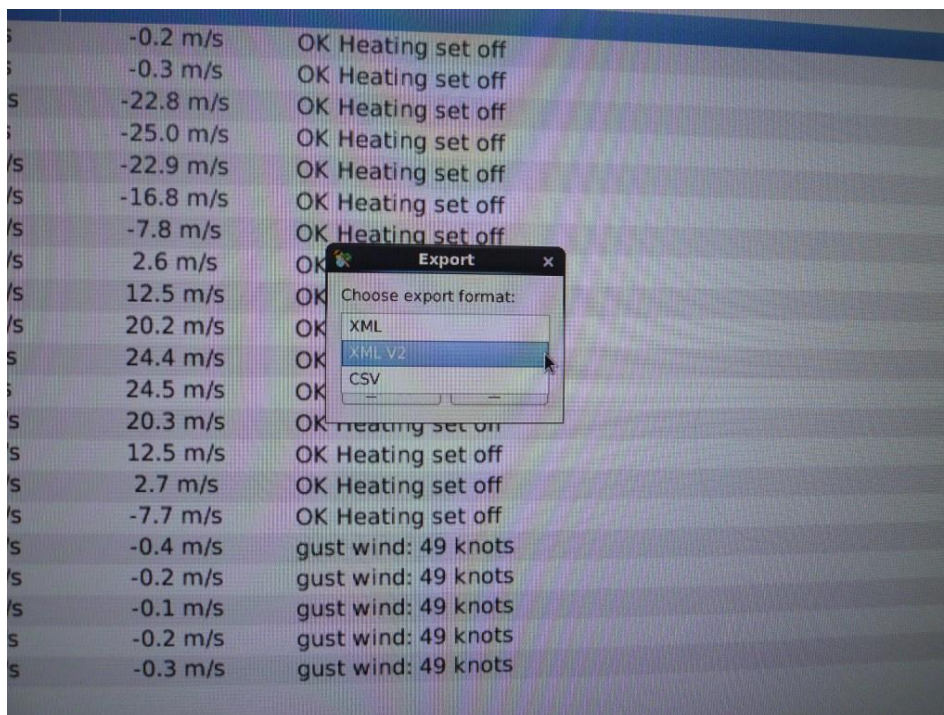 s -0.2 m/s OK Heating set off
s -0.3 m/s OK Heating set off
s -22.8 m/s OK Heating set off
s -25.0 m/s OK Heating set off
/s -22.9 m/s OK Heating set off
/s -16.8 m/s OK Heating set off
/s -7.8 m/s OK Heating set off
/s 2.6 m/s OK
Export
/s 12.5 m/s OK
Choose export format:
/s 20.2 m/s OK
XML
s 24.4 m/s OK
XML V2
s 24.5 m/s OK
CSV
s 20.3 m/s OK Heating set off
s 12.5 m/s OK Heating set off
s 2.7 m/s OK Heating set off
's -7.7 m/s OK Heating set off
's -0.4 m/s gust wind: 49 knots
's -0.2 m/s gust wind: 49 knots
/s -0.1 m/s gust wind: 49 knots
s -0.2 m/s gust wind: 49 knots
s -0.3 m/s gust wind: 49 knots